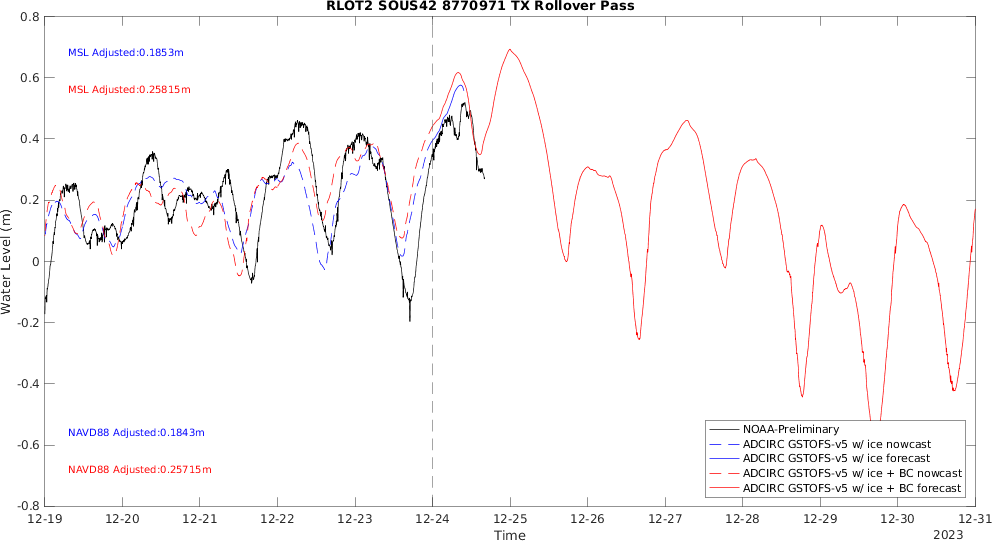 RLOT2 SOUS42 8770971 TX Rollover Pass
0.8
0.6
0.4
0.2
0
-0.2
-0.4
-0.6
-0.8
Water Level (m)
MSL Adjusted:0.1853m
MSL Adjusted:0.25815m
NAVD88 Adjusted:0.1843m
NAVD88 Adjusted:0.25715m
NOAA-Preliminary
ADCIRC GSTOFS-v5 w/ ice nowcast
ADCIRC GSTOFS-v5 w/ ice forecast
ADCIRC GSTOFS-v5 w/ ice + BC nowcast
ADCIRC GSTOFS-v5 w/ ice + BC forecast
12-19 12-20 12-21 12-22 12-23 12-24 12-25 12-26 12-27 12-28 12-29 12-30 12-31
Time
2023